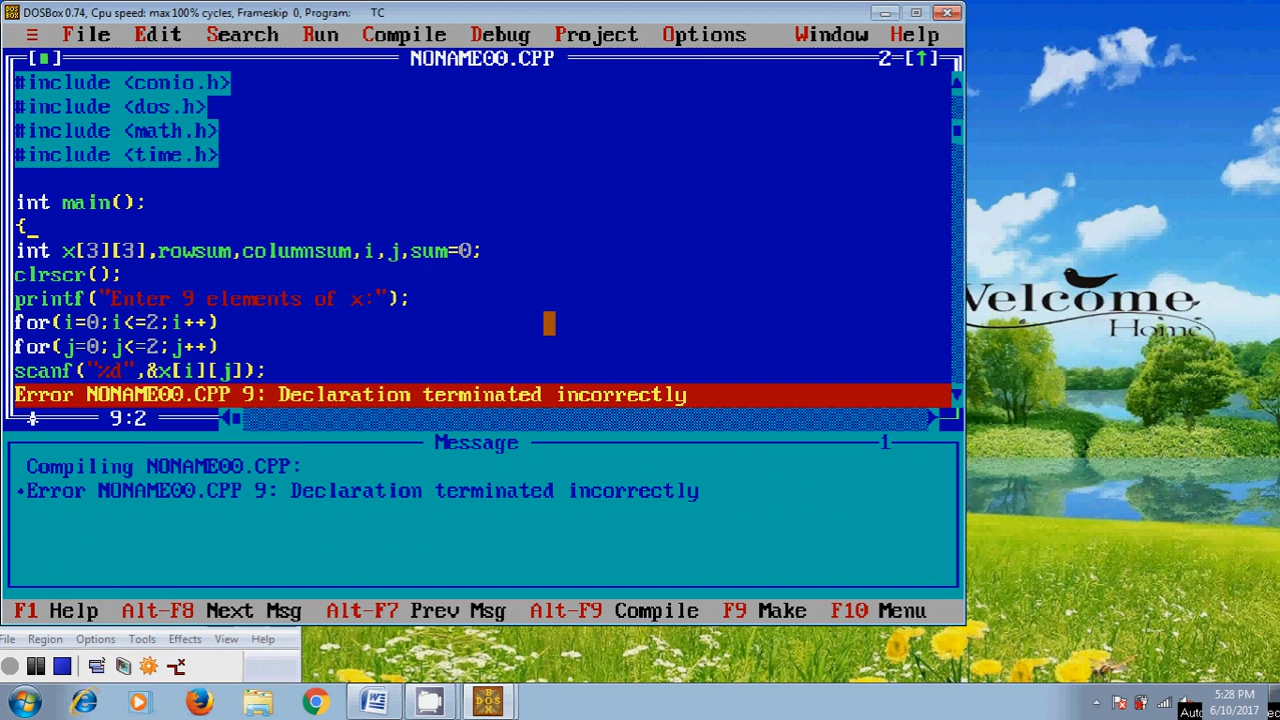 DOSBox 0.74, Cpu speed: max 100% cycles, Frameskip 0, Program: TC
≡ File Edit Search Run Compile Debug Project Options Window Help
[■] NONAME00.CPP 2=[↑]
#include <conio.h>
#include <dos.h>
#include <math.h>
#include <time.h>
int main();
{_
int x[3][3],rowsum,columnsum,i,j,sum=0;
clrscr();
printf("Enter 9 elements of x:");
for(i=0;i<=2;i++)
for(j=0;j<=2;j++)
scanf("%d",&x[i][j]);
Error NONAME00.CPP 9: Declaration terminated incorrectly
9:2
Message 1
Compiling NONAME00.CPP:
•Error NONAME00.CPP 9: Declaration terminated incorrectly
F1 Help Alt-F8 Next Msg Alt-F7 Prev Msg Alt-F9 Compile F9 Make F10 Menu
Welcome
Home
File Region Options Tools Effects View Help
5:28 PM
6/10/2017